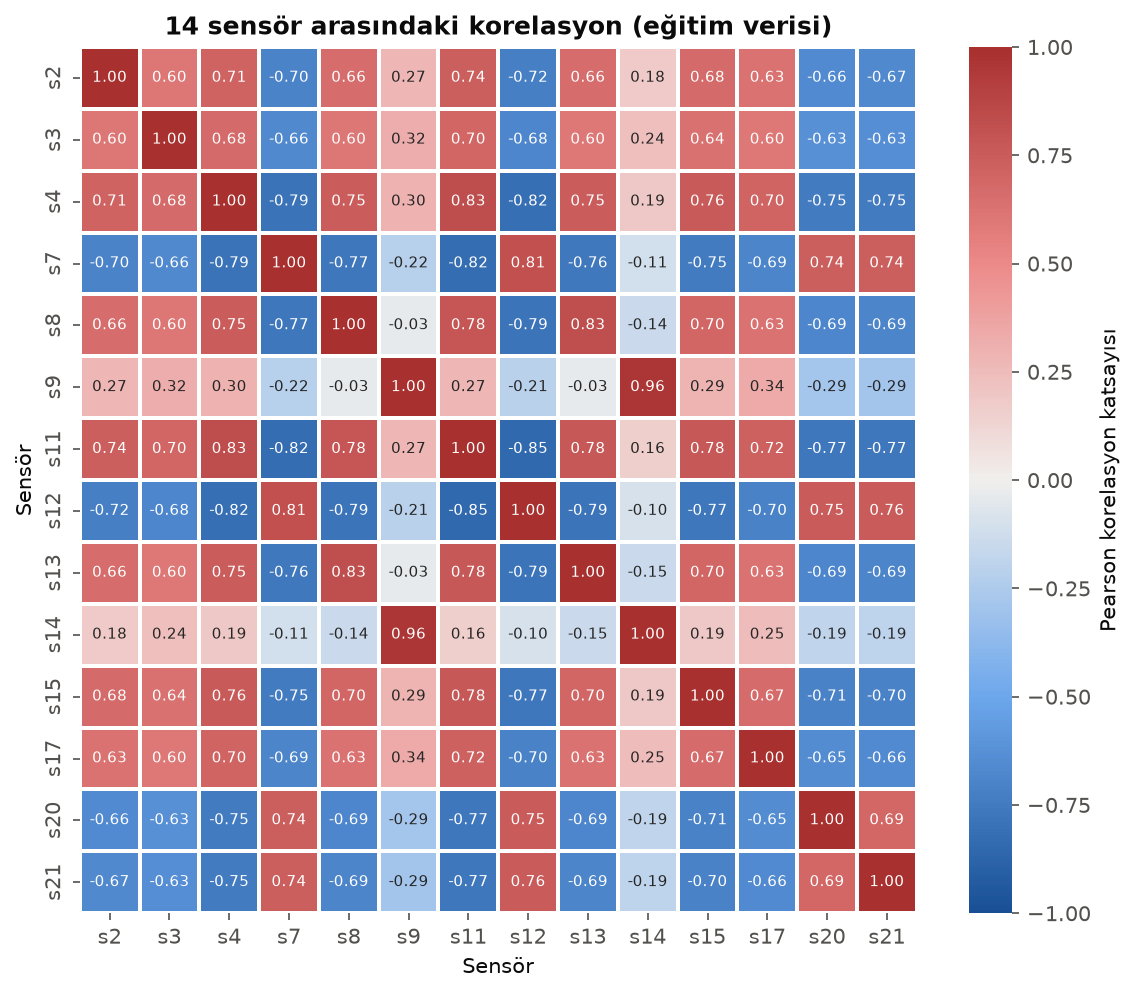 14 sensör arasındaki korelasyon (eğitim verisi)
s2 1.00 0.60 0.71 -0.70 0.66 0.27 0.74 -0.72 0.66 0.18 0.68 0.63 -0.66 -0.67
s3 0.60 1.00 0.68 -0.66 0.60 0.32 0.70 -0.68 0.60 0.24 0.64 0.60 -0.63 -0.63
s4 0.71 0.68 1.00 -0.79 0.75 0.30 0.83 -0.82 0.75 0.19 0.76 0.70 -0.75 -0.75
s7 -0.70 -0.66 -0.79 1.00 -0.77 -0.22 -0.82 0.81 -0.76 -0.11 -0.75 -0.69 0.74 0.74
s8 0.66 0.60 0.75 -0.77 1.00 -0.03 0.78 -0.79 0.83 -0.14 0.70 0.63 -0.69 -0.69
s9 0.27 0.32 0.30 -0.22 -0.03 1.00 0.27 -0.21 -0.03 0.96 0.29 0.34 -0.29 -0.29
s11 0.74 0.70 0.83 -0.82 0.78 0.27 1.00 -0.85 0.78 0.16 0.78 0.72 -0.77 -0.77
s12 -0.72 -0.68 -0.82 0.81 -0.79 -0.21 -0.85 1.00 -0.79 -0.10 -0.77 -0.70 0.75 0.76
s13 0.66 0.60 0.75 -0.76 0.83 -0.03 0.78 -0.79 1.00 -0.15 0.70 0.63 -0.69 -0.69
s14 0.18 0.24 0.19 -0.11 -0.14 0.96 0.16 -0.10 -0.15 1.00 0.19 0.25 -0.19 -0.19
s15 0.68 0.64 0.76 -0.75 0.70 0.29 0.78 -0.77 0.70 0.19 1.00 0.67 -0.71 -0.70
s17 0.63 0.60 0.70 -0.69 0.63 0.34 0.72 -0.70 0.63 0.25 0.67 1.00 -0.65 -0.66
s20 -0.66 -0.63 -0.75 0.74 -0.69 -0.29 -0.77 0.75 -0.69 -0.19 -0.71 -0.65 1.00 0.69
s21 -0.67 -0.63 -0.75 0.74 -0.69 -0.29 -0.77 0.76 -0.69 -0.19 -0.70 -0.66 0.69 1.00
s2 s3 s4 s7 s8 s9 s11 s12 s13 s14 s15 s17 s20 s21
Sensör
Sensör
1.00
0.75
0.50
0.25
0.00
−0.25
−0.50
−0.75
−1.00
Pearson korelasyon katsayısı